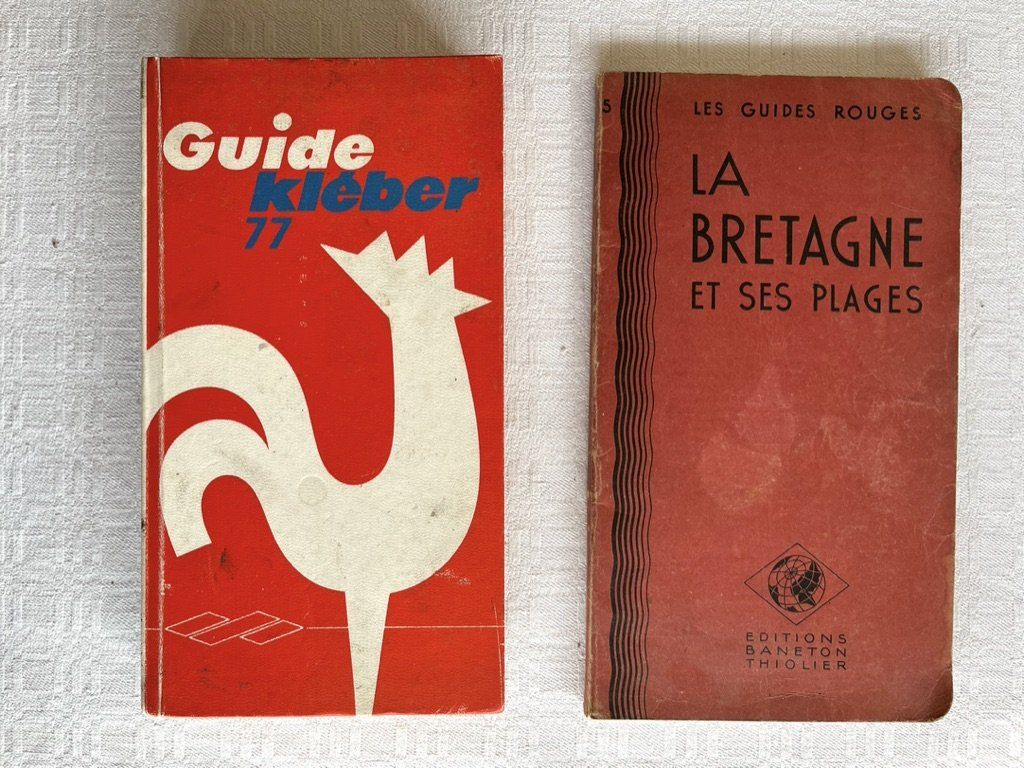 Guide
kléber
77
5
LES GUIDES ROUGES
LA
BRETAGNE
ET SES PLAGES
EDITIONS
BANETON
THIOLIER